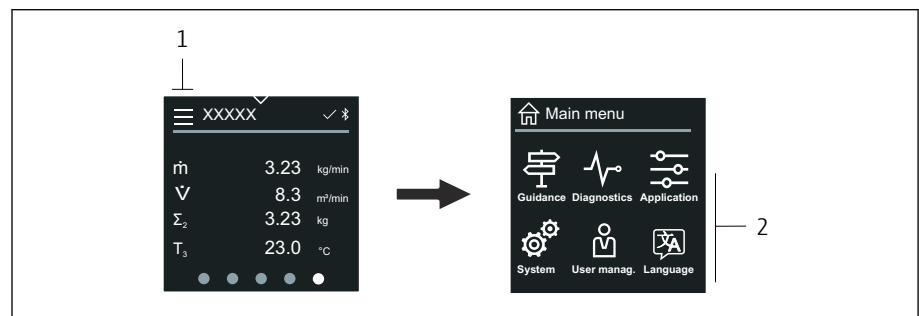 1
XXXXX
ṁ 3.23 kg/min
V̇ 8.3 m³/min
Σ₂ 3.23 kg
T₃ 23.0 °C
Main menu
Guidance Diagnostics Application
System User manag. Language
2